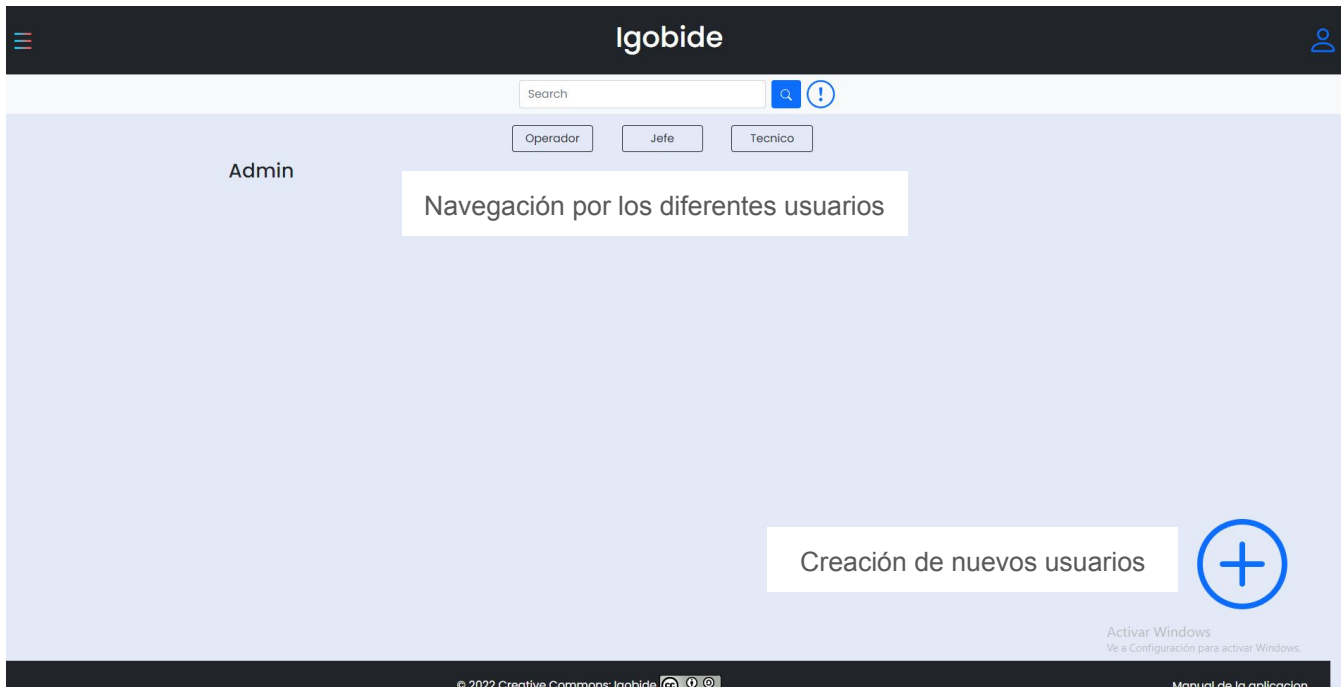 Igobide
Search
Operador Jefe Tecnico
Admin
Navegación por los diferentes usuarios
Creación de nuevos usuarios
Activar Windows
Ve a Configuración para activar Windows.
© 2022 Creative Commons: Igobide
Manual de la aplicacion